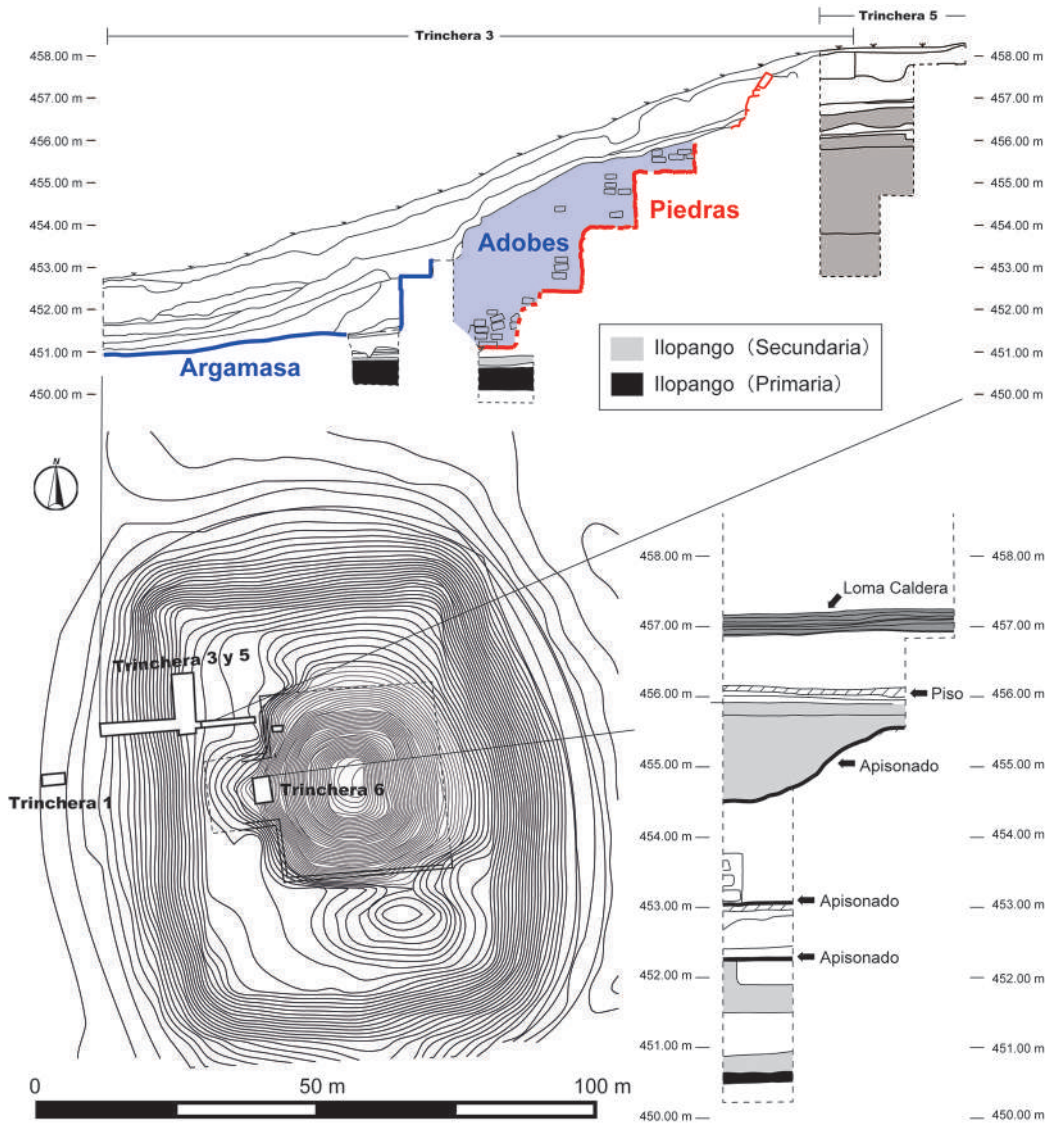 Trinchera 5
Trinchera 3
458.00 m
457.00 m
456.00 m
455.00 m
454.00 m
453.00 m
452.00 m
451.00 m
450.00 m
458.00 m
457.00 m
456.00 m
455.00 m
454.00 m
453.00 m
452.00 m
451.00 m
450.00 m
Piedras
Adobes
Argamasa
Ilopango (Secundaria)
Ilopango (Primaria)
N
Trinchera 3 y 5
Trinchera 1
Trinchera 6
0 50 m 100 m
458.00 m
457.00 m
456.00 m
455.00 m
454.00 m
453.00 m
452.00 m
451.00 m
450.00 m
458.00 m
457.00 m
456.00 m
455.00 m
454.00 m
453.00 m
452.00 m
451.00 m
450.00 m
Loma Caldera
Piso
Apisonado
Apisonado
Apisonado